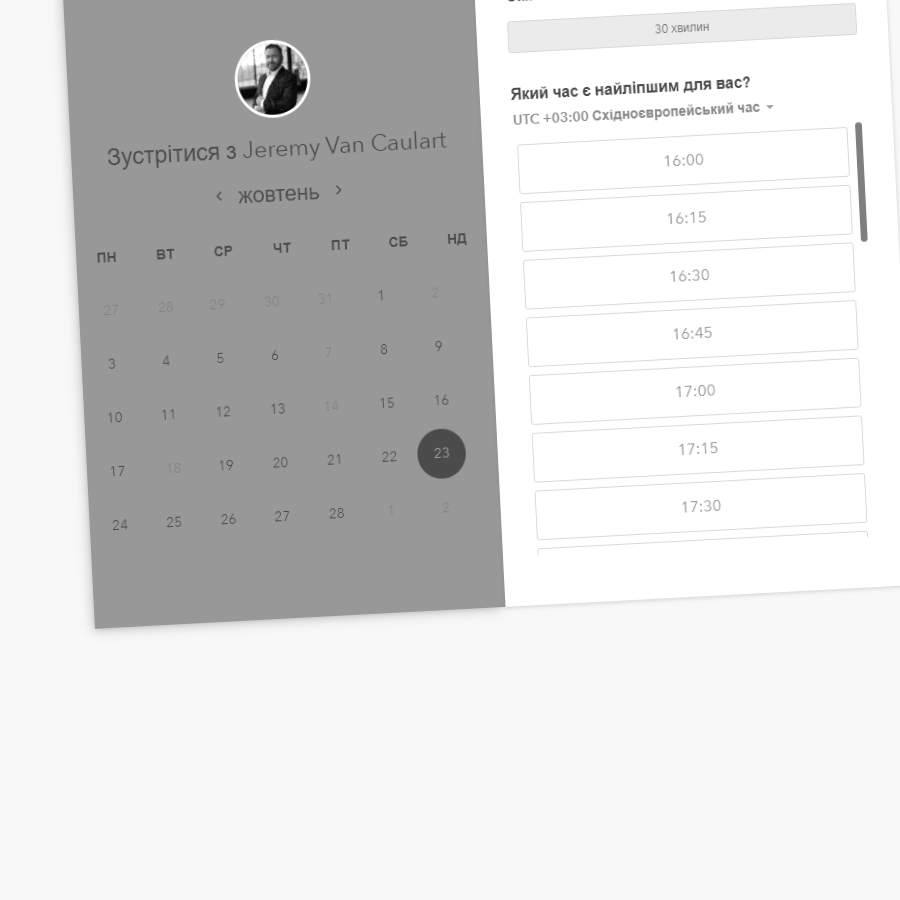 Зустрітися з Jeremy Van Caulart
‹ жовтень ›
ПН ВТ СР ЧТ ПТ СБ НД
27 28 29 30 31 1 2
3 4 5 6 7 8 9
10 11 12 13 14 15 16
17 18 19 20 21 22 23
24 25 26 27 28 1 2
30 хвилин
Який час є найліпшим для вас?
UTC +03:00 Східноєвропейський час
16:00
16:15
16:30
16:45
17:00
17:15
17:30